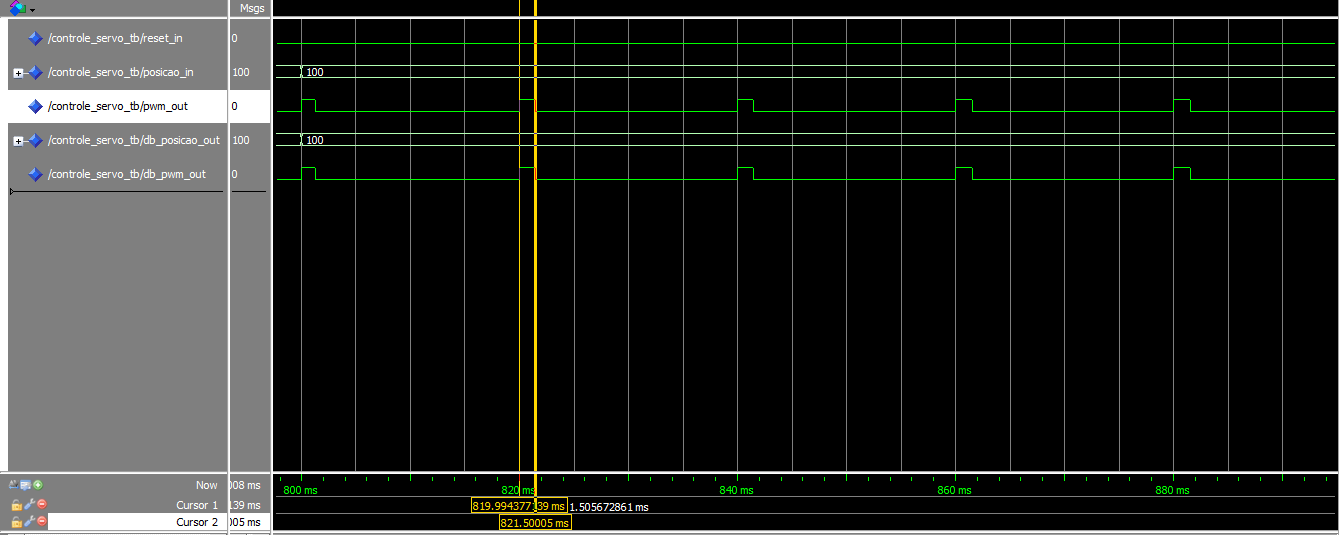 Msgs
/controle_servo_tb/reset_in 0
/controle_servo_tb/posicao_in 100 100
/controle_servo_tb/pwm_out 0
/controle_servo_tb/db_posicao_out 100 100
/controle_servo_tb/db_pwm_out 0
Now 008 ms 800 ms 820 ms 840 ms 860 ms 880 ms
Cursor 1 139 ms 819.994377139 ms 1.505672861 ms
Cursor 2 005 ms 821.50005 ms